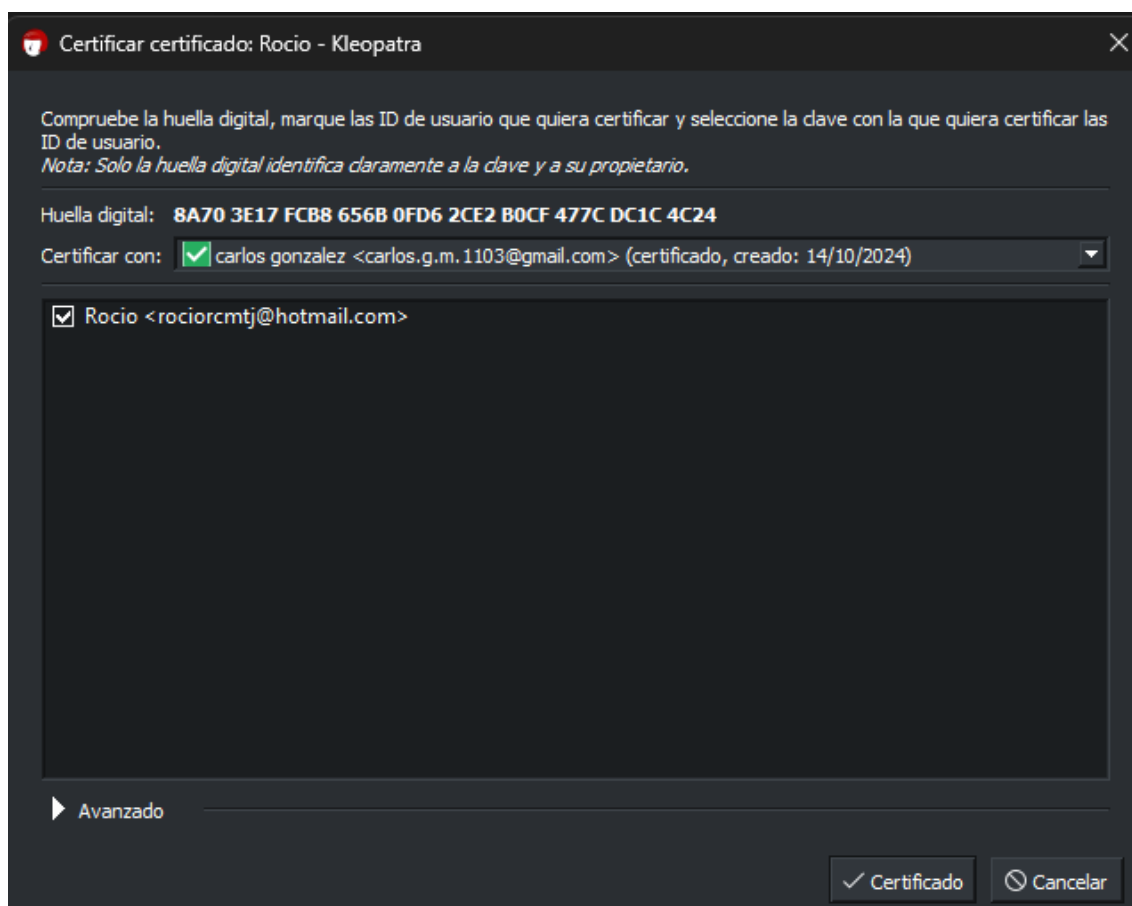 Certificar certificado: Rocio - Kleopatra
Compruebe la huella digital, marque las ID de usuario que quiera certificar y seleccione la clave con la que quiera certificar las
ID de usuario.
Nota: Solo la huella digital identifica claramente a la clave y a su propietario.
Huella digital: 8A70 3E17 FCB8 656B 0FD6 2CE2 B0CF 477C DC1C 4C24
Certificar con: carlos gonzalez <carlos.g.m.1103@gmail.com> (certificado, creado: 14/10/2024)
Rocio <rociorcmtj@hotmail.com>
Avanzado
Certificado Cancelar